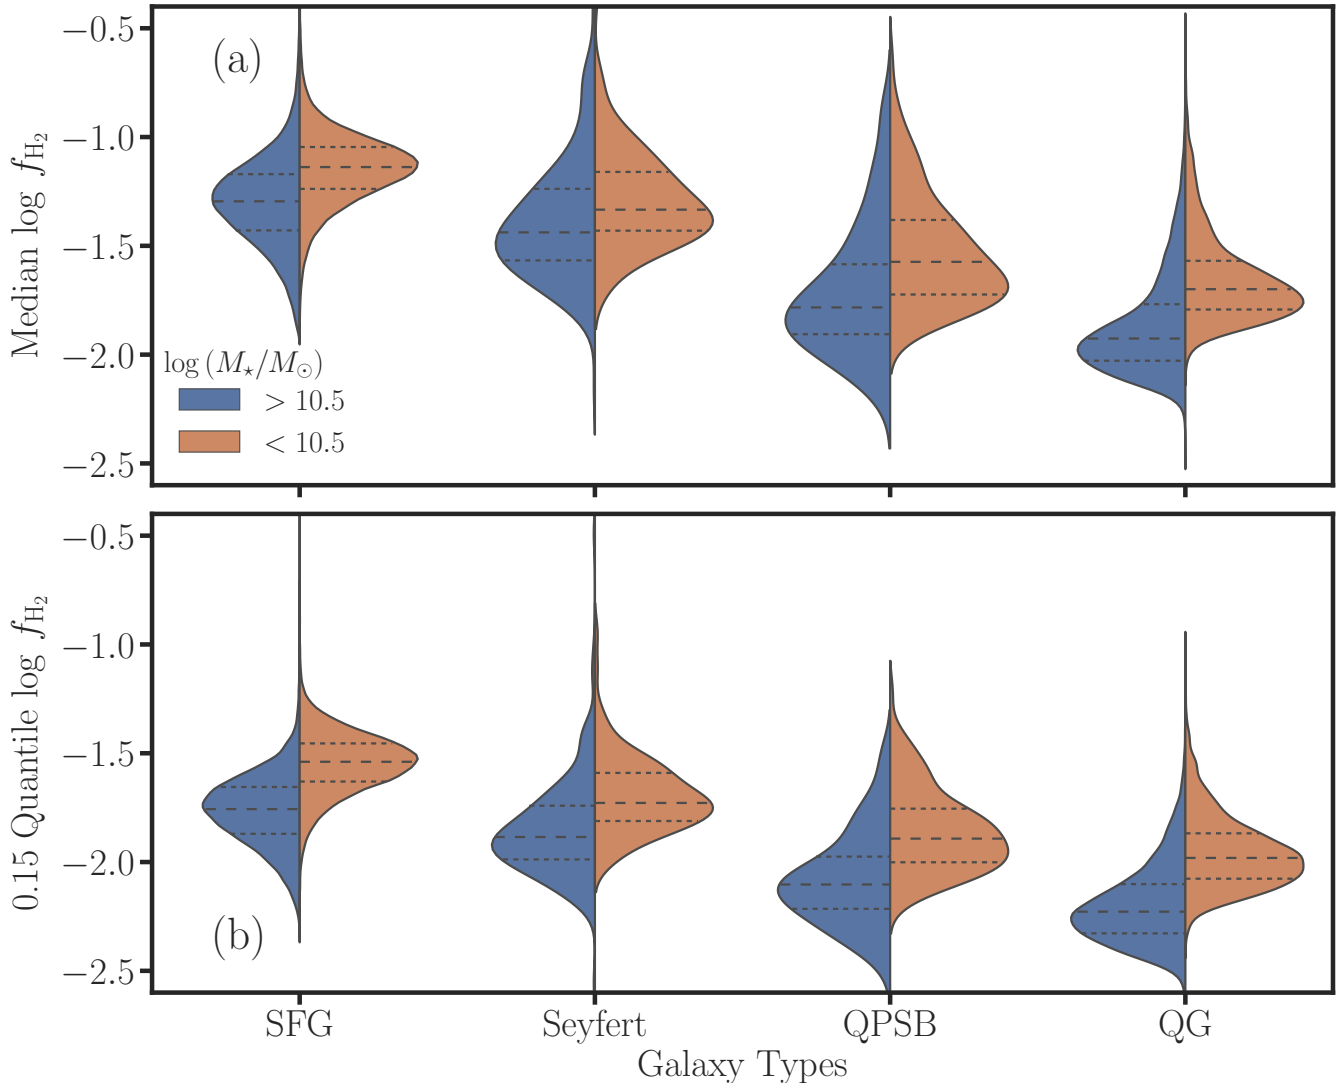 Median log f_H₂
−0.5
−1.0
−1.5
−2.0
−2.5
(a)
log (M⋆/M⊙)
> 10.5
< 10.5
0.15 Quantile log f_H₂
−0.5
−1.0
−1.5
−2.0
−2.5
(b)
SFG Seyfert QPSB QG
Galaxy Types